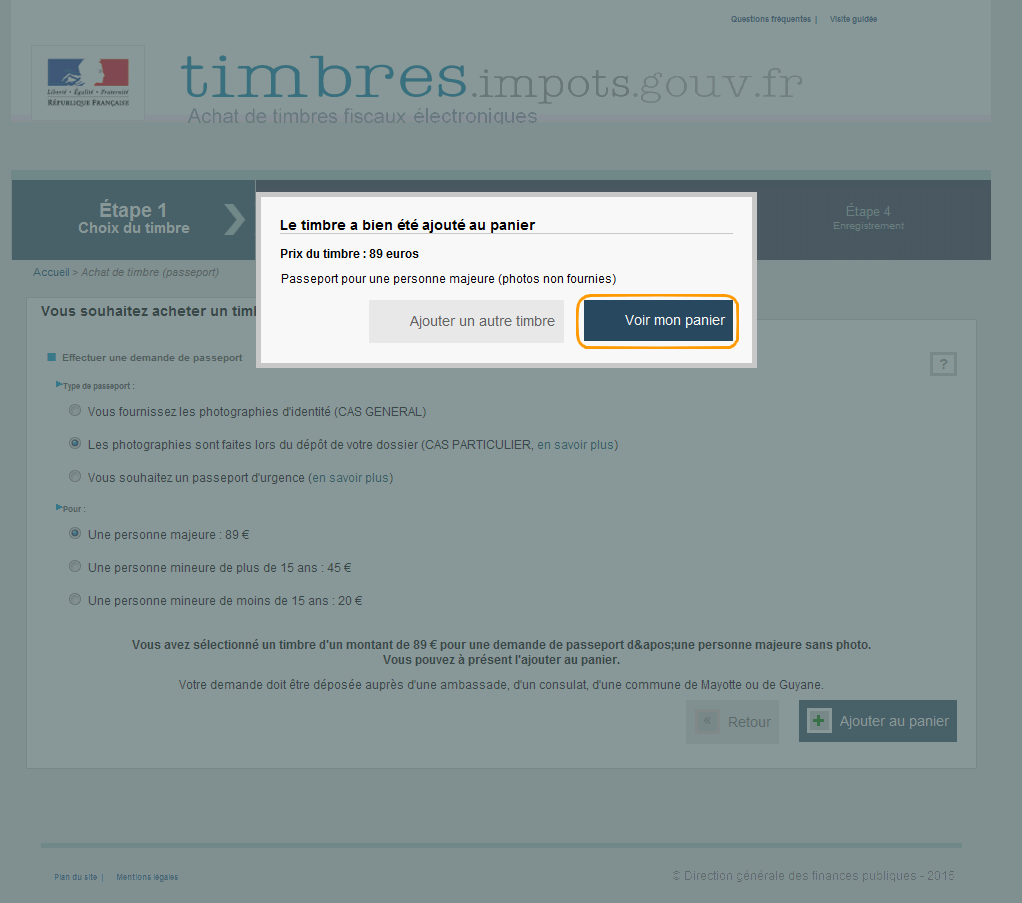 Questions fréquentes | Visite guidée
timbres.impots.gouv.fr
Liberté • Égalité • Fraternité
RÉPUBLIQUE FRANÇAISE
Achat de timbres fiscaux électroniques
Étape 1
Choix du timbre
Étape 4
Enregistrement
Accueil > Achat de timbre (passeport)
Le timbre a bien été ajouté au panier
Prix du timbre : 89 euros
Passeport pour une personne majeure (photos non fournies)
Ajouter un autre timbre
Voir mon panier
Vous souhaitez acheter un
Effectuer une demande de passeport
?
Type de passeport :
Vous fournissez les photographies d'identité (CAS GENERAL)
Les photographies sont faites lors du dépôt de votre dossier (CAS PARTICULIER, en savoir plus)
Vous souhaitez un passeport d'urgence (en savoir plus)
Pour :
Une personne majeure : 89 €
Une personne mineure de plus de 15 ans : 45 €
Une personne mineure de moins de 15 ans : 20 €
Vous avez sélectionné un timbre d'un montant de 89 € pour une demande de passeport d&apos;une personne majeure sans photo.
Vous pouvez à présent l'ajouter au panier.
Votre demande doit être déposée auprès d'une ambassade, d'un consulat, d'une commune de Mayotte ou de Guyane.
« Retour
Ajouter au panier
Plan du site | Mentions légales
© Direction générale des finances publiques - 2015